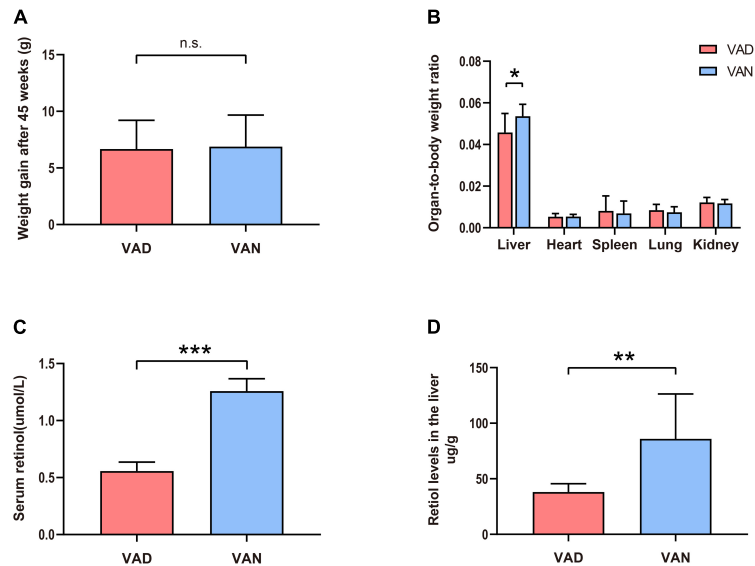 A
Weight gain after 45 weeks (g)
15
10
5
0
n.s.
VAD
VAN
B
Organ-to-body weight ratio
0.08
0.06
0.04
0.02
0.00
*
VAD
VAN
Liver
Heart
Spleen
Lung
Kidney
C
Serum retinol(umol/L)
1.5
1.0
0.5
0.0
***
VAD
VAN
D
Retiol levels in the liver
ug/g
150
100
50
0
**
VAD
VAN